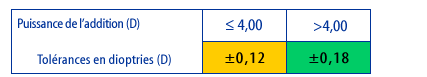 Puissance de l'addition (D) ≤ 4,00 >4,00
Tolérances en dioptries (D) ±0,12 ±0,18